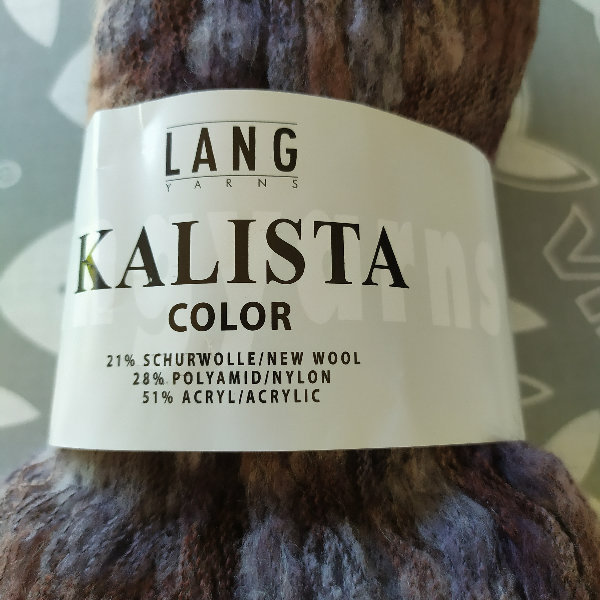 LANG
YARNS
KALISTA
COLOR
21% SCHURWOLLE/NEW WOOL
28% POLYAMID/NYLON
51% ACRYL/ACRYLIC